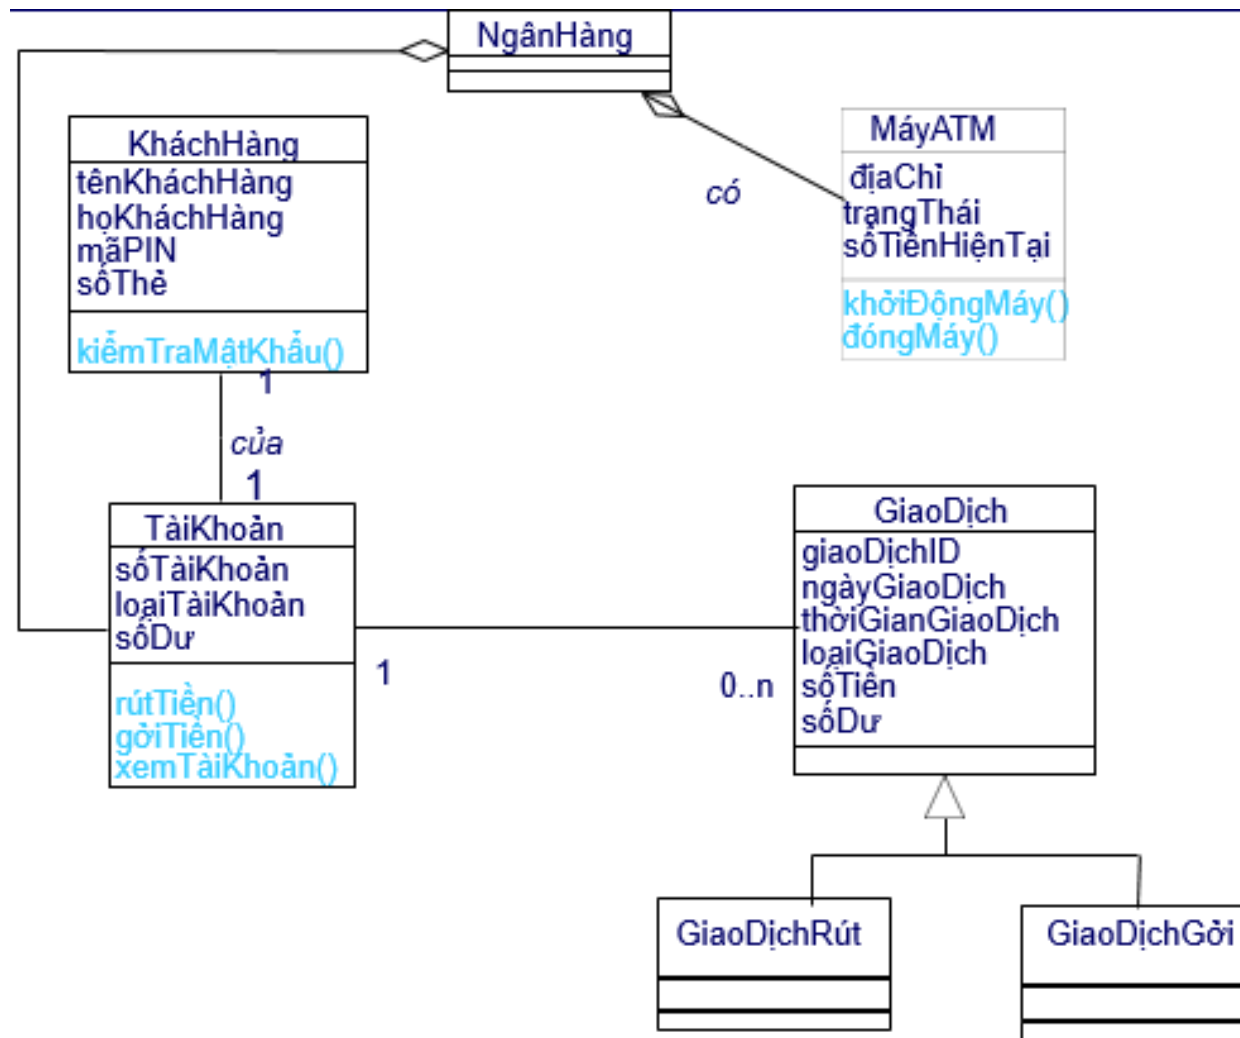 NgânHàng
KháchHàng
tênKháchHàng
họKháchHàng
mãPIN
sốThẻ
kiểmTraMậtKhẩu()
1
của
1
có
MáyATM
địaChỉ
trạngThái
sốTiềnHiệnTại
khởiĐộngMáy()
đóngMáy()
TàiKhoản
sốTàiKhoản
loạiTàiKhoản
sốDư
rútTiền()
gởiTiền()
xemTàiKhoản()
1
0..n
GiaoDịch
giaoDịchID
ngàyGiaoDịch
thờiGianGiaoDịch
loạiGiaoDịch
sốTiền
sốDư
GiaoDịchRút
GiaoDịchGởi